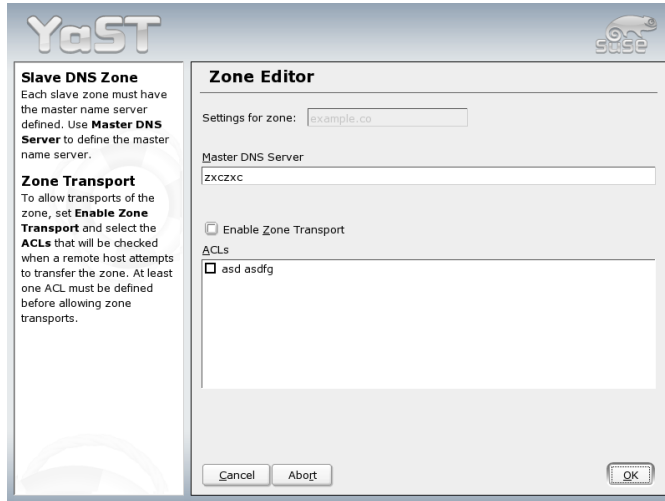 YaST
suse
Slave DNS Zone
Each slave zone must have
the master name server
defined. Use Master DNS
Server to define the master
name server.
Zone Transport
To allow transports of the
zone, set Enable Zone
Transport and select the
ACLs that will be checked
when a remote host attempts
to transfer the zone. At least
one ACL must be defined
before allowing zone
transports.
Zone Editor
Settings for zone: example.co
Master DNS Server
zxczxc
Enable Zone Transport
ACLs
asd asdfg
Cancel Abort OK